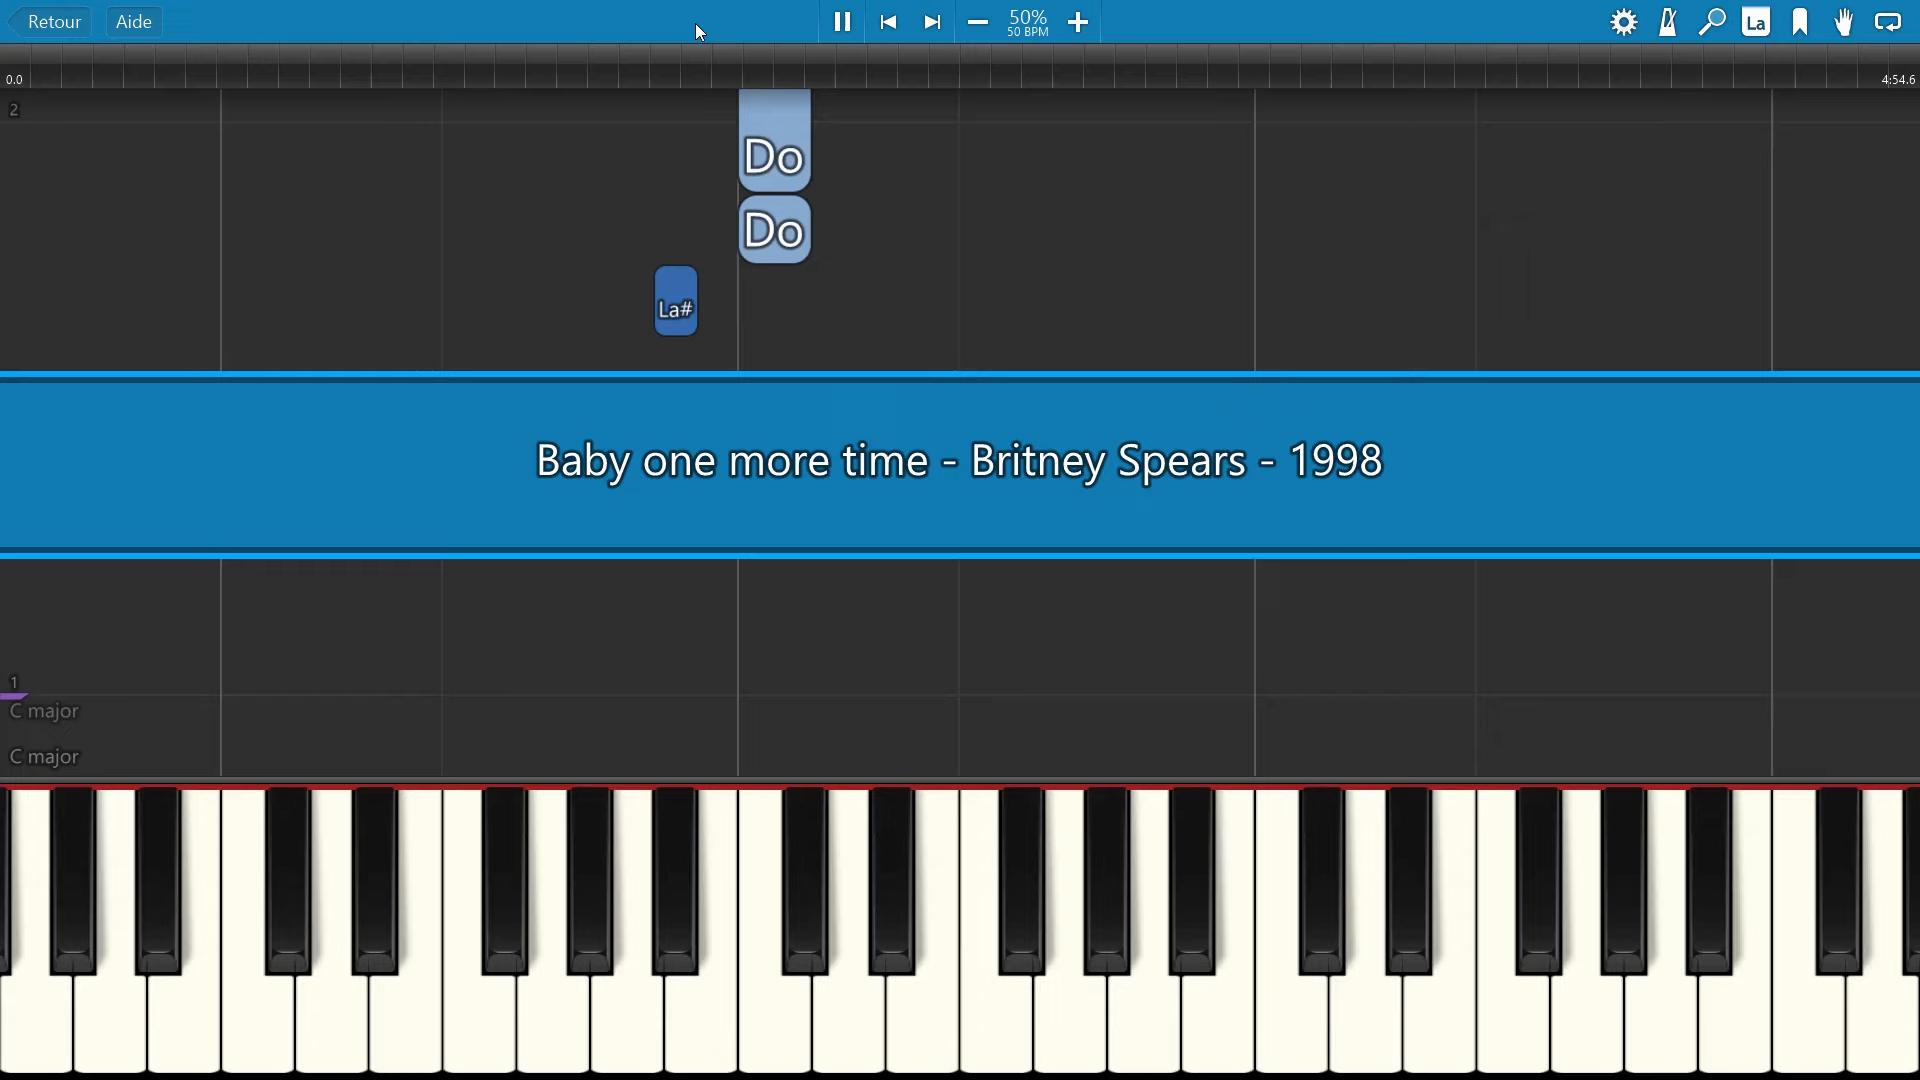 Retour
Aide
50%
50 BPM
La
0.0
4:54.6
2
Do
Do
La#
Baby one more time - Britney Spears - 1998
1
C major
C major